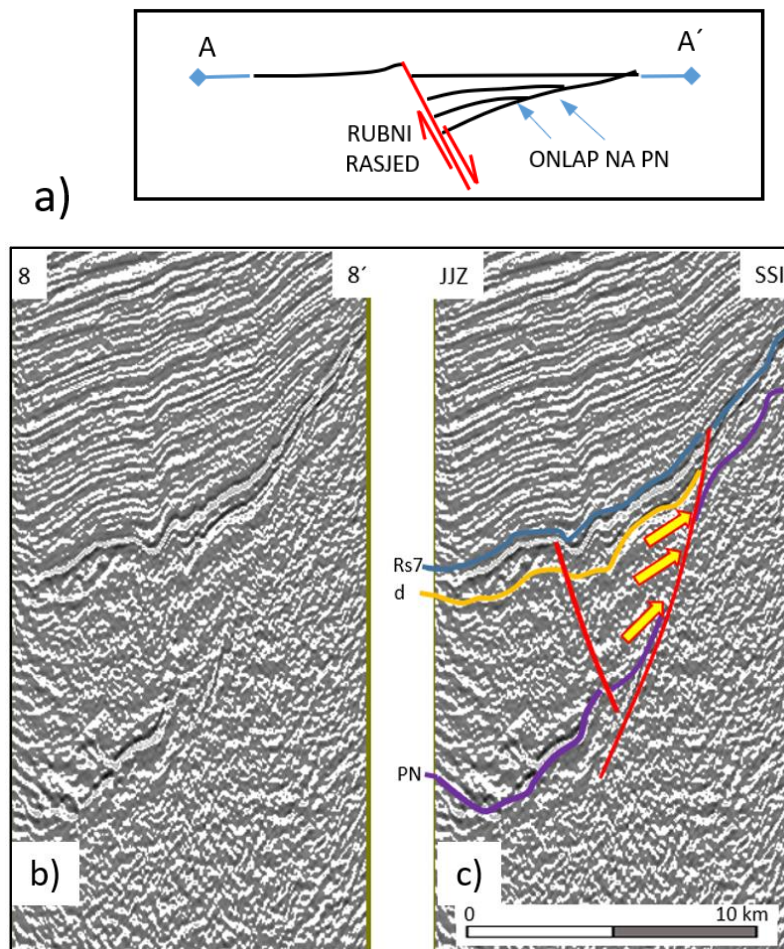 A
A´
RUBNI
RASJED
ONLAP NA PN
a)
8
8´
JJZ
SSI
Rs7
d
PN
b)
c)
0
10 km